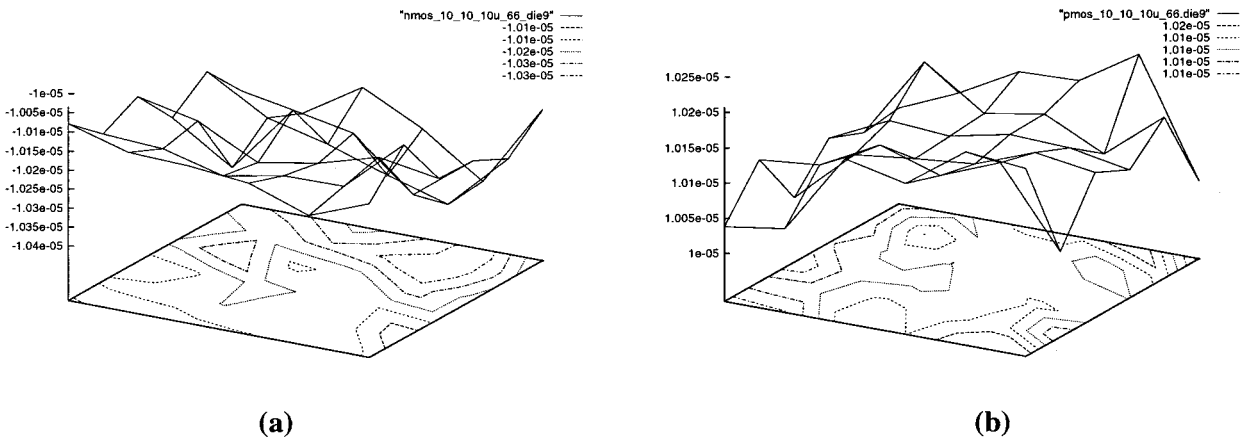 "nmos_10_10_10u_66_die9"
-1.01e-05
-1.01e-05
-1.02e-05
-1.03e-05
-1.03e-05
-1e-05
-1.005e-05
-1.01e-05
-1.015e-05
-1.02e-05
-1.025e-05
-1.03e-05
-1.035e-05
-1.04e-05
(a)
"pmos_10_10_10u_66.die9"
1.02e-05
1.01e-05
1.01e-05
1.01e-05
1.01e-05
1.025e-05
1.02e-05
1.015e-05
1.01e-05
1.005e-05
1e-05
(b)